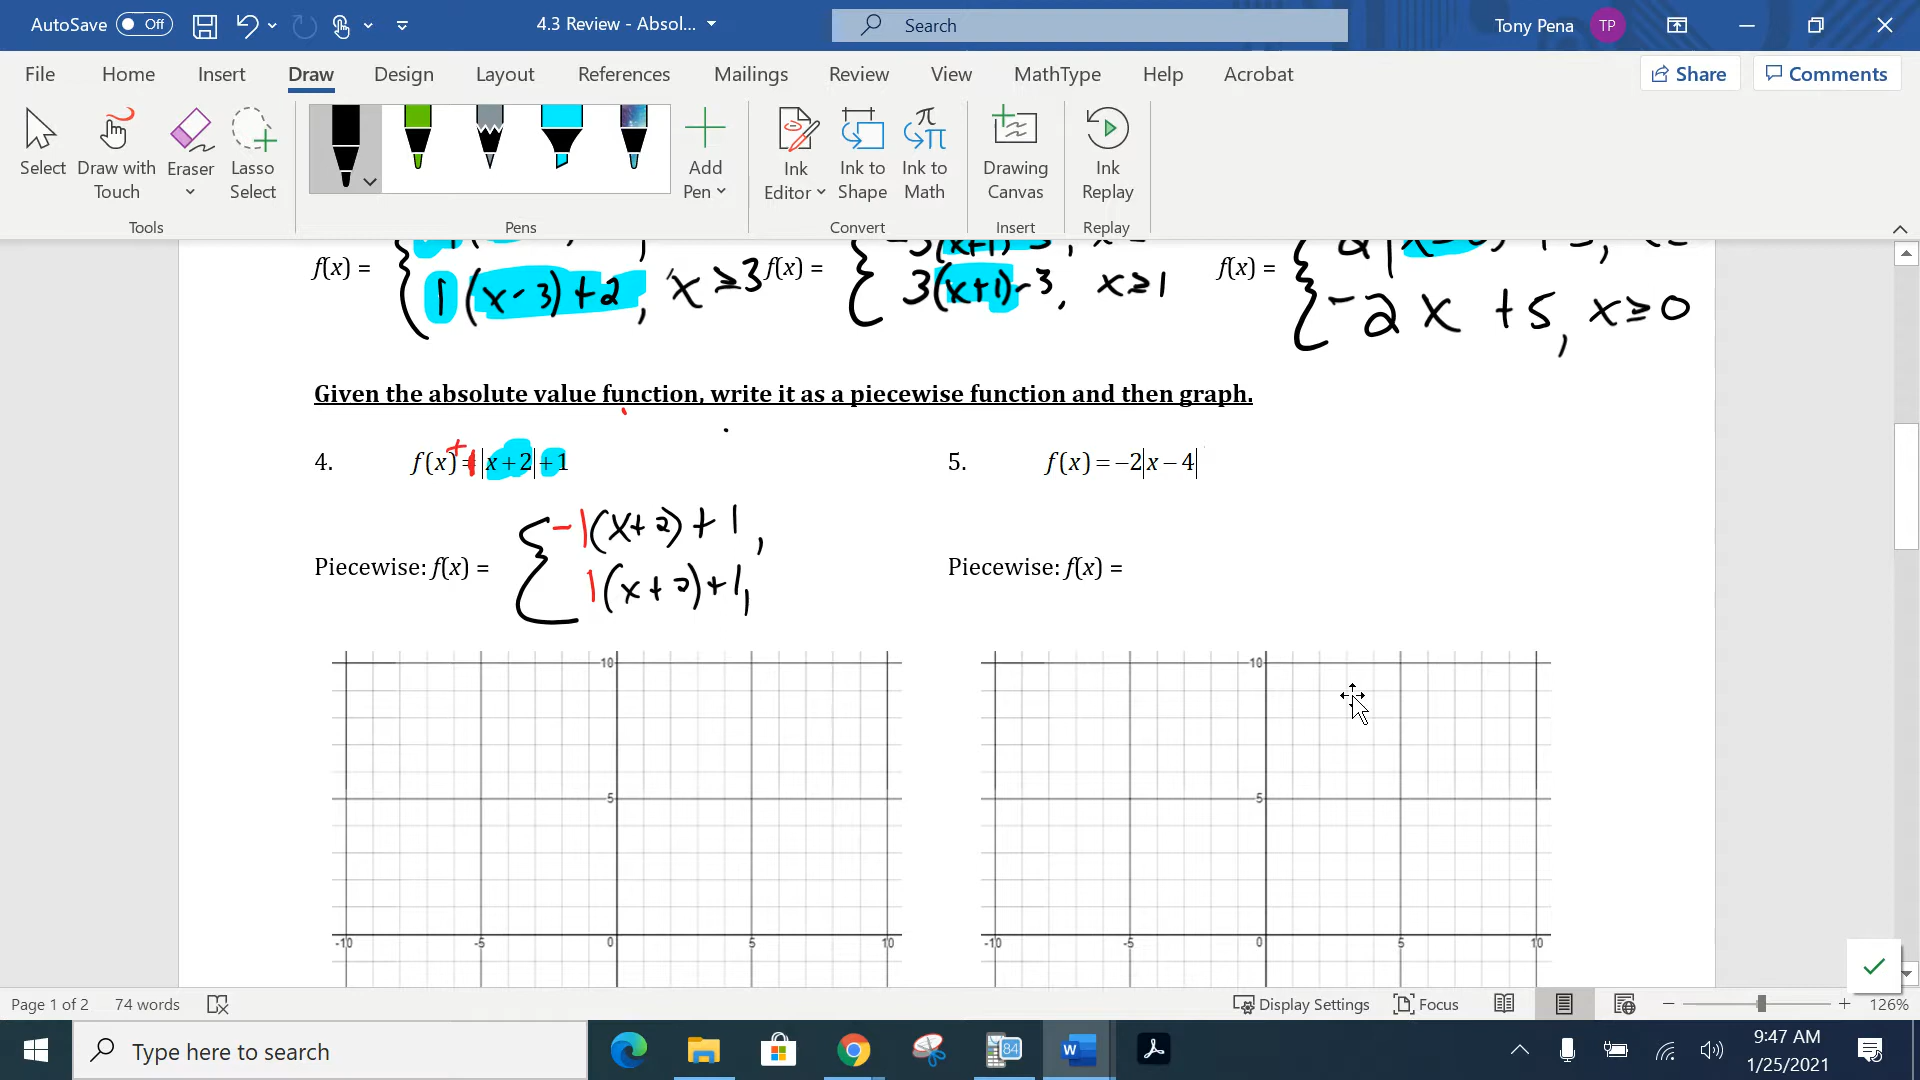 AutoSave Off 4.3 Review - Absol... Search Tony Pena TP
File Home Insert Draw Design Layout References Mailings Review View MathType Help Acrobat Share Comments
Select Draw with Touch Eraser Lasso Select Add Pen Ink Editor Ink to Shape Ink to Math Drawing Canvas Ink Replay
Tools Pens Convert Insert Replay
f(x) = 1(x-3)+2, x≥3 f(x) = 3(x+1)-3, x≥1 f(x) =
-2x +5, x≥0
Given the absolute value function, write it as a piecewise function and then graph.
4. f(x) = |x+2|+1 5. f(x) = −2|x−4|
+1
-1(x+2)+1,
Piecewise: f(x) = Piecewise: f(x) =
1(x+2)+1,
10 10
5 5
-10 -5 0 5 10 -10 -5 0 5 10
Page 1 of 2 74 words Display Settings Focus 126%
Type here to search 84 W 9:47 AM
1/25/2021